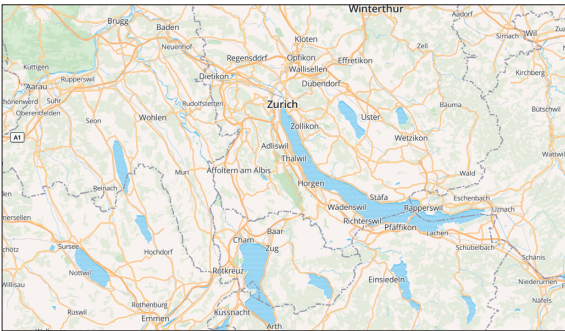 Winterthur
Aadorf
Brugg
Baden
Sirnach
Wil
Kloten
Neuenhof
Zell
Regensdorf
Opfikon
Effretikon
Küttigen
Wallisellen
Kirchberg
Dietikon
Rupperswil
Dübendorf
Aarau
Suhr
Rudolfstetten
Zurich
Bauma
Bütschwil
Oberentfelden
Wohlen
Uster
Seon
Zollikon
A1
Wetzikon
Adliswil
Thalwil
Muri
Affoltern am Albis
Wald
Reinach
Horgen
Stäfa
Eschenbach
Wädenswil
Rapperswil
Uznach
Richterswil
Baar
Pfäffikon
Lachen
Cham
Sursee
Zug
Schübelbach
Hochdorf
Schänis
Nottwil
Rotkreuz
Einsiedeln
Niederurnen
Rothenburg
Näfels
Ruswil
Emmen
Küssnacht
Arth